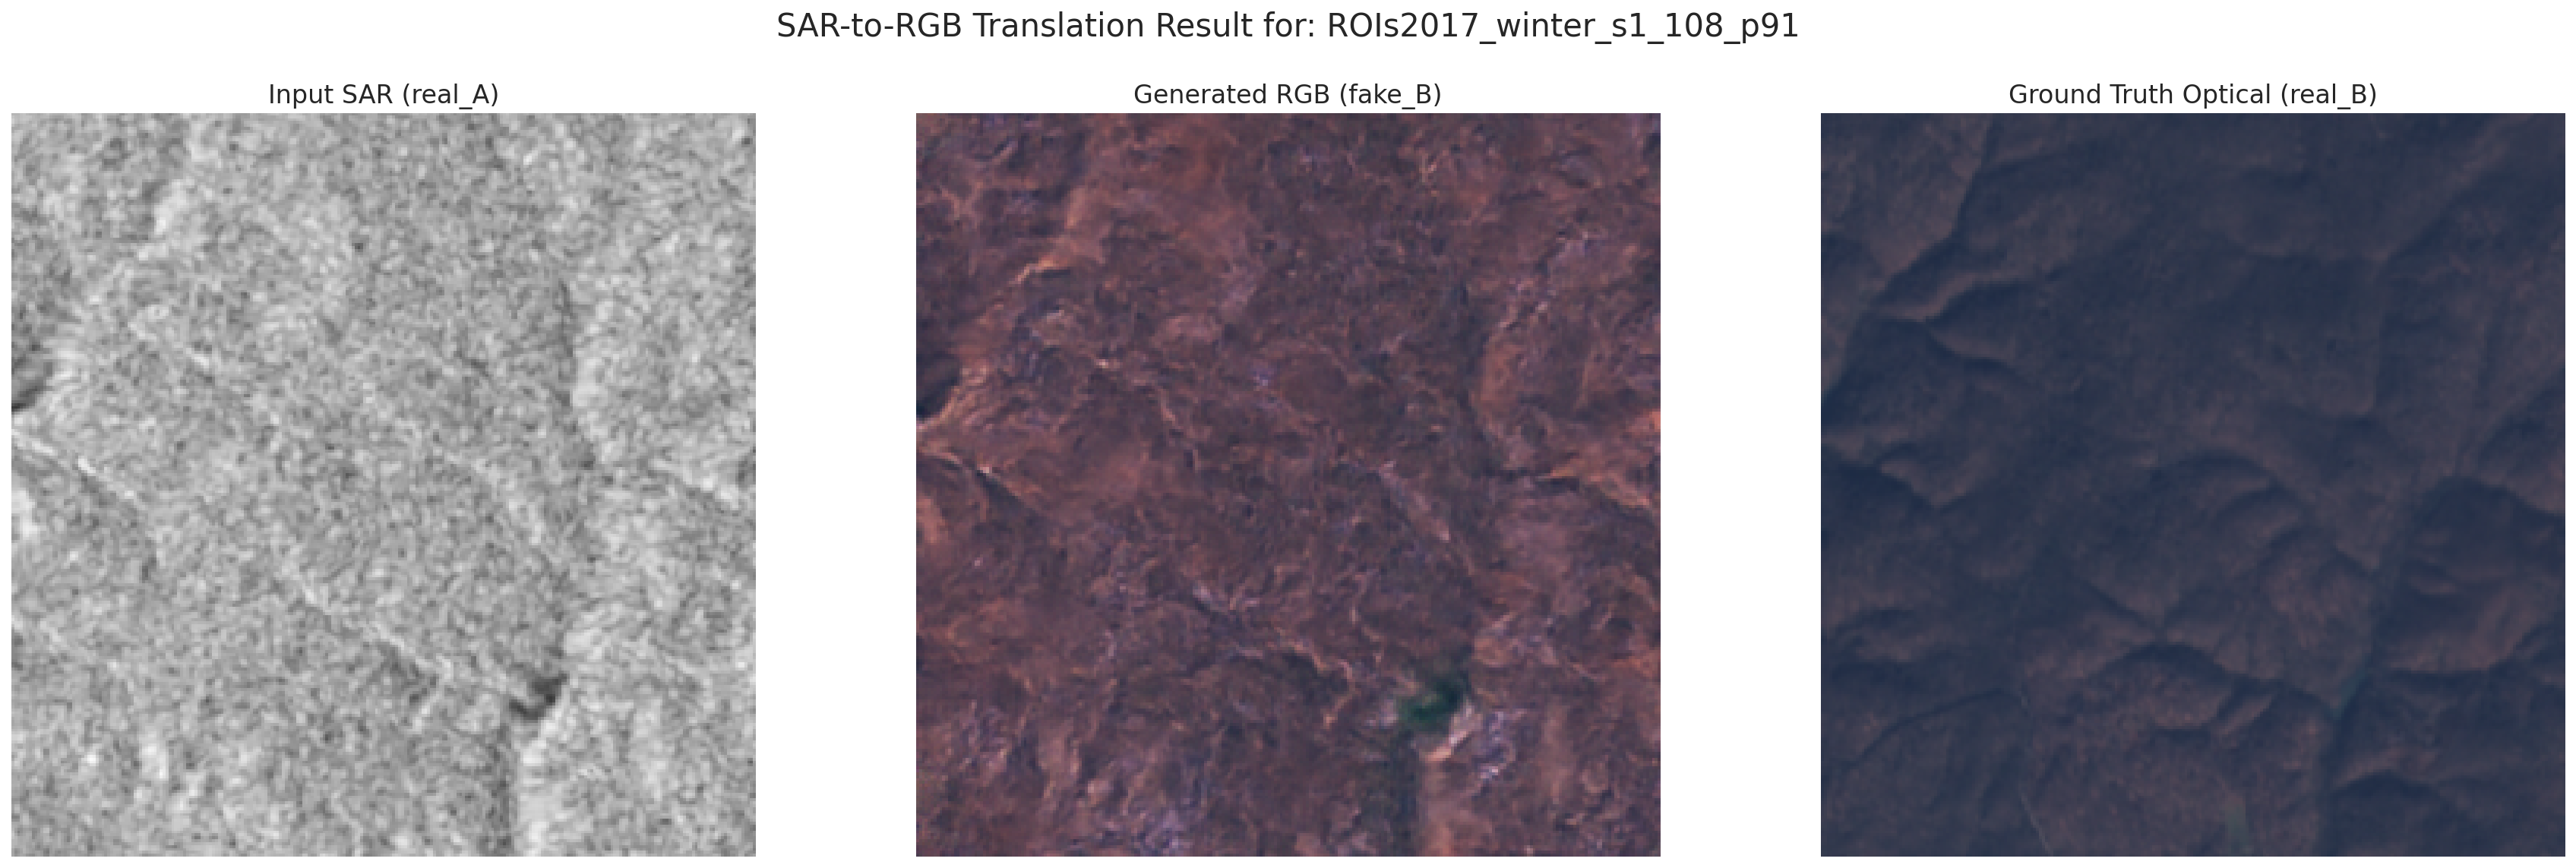 SAR-to-RGB Translation Result for: ROIs2017_winter_s1_108_p91
Input SAR (real_A)
Generated RGB (fake_B)
Ground Truth Optical (real_B)